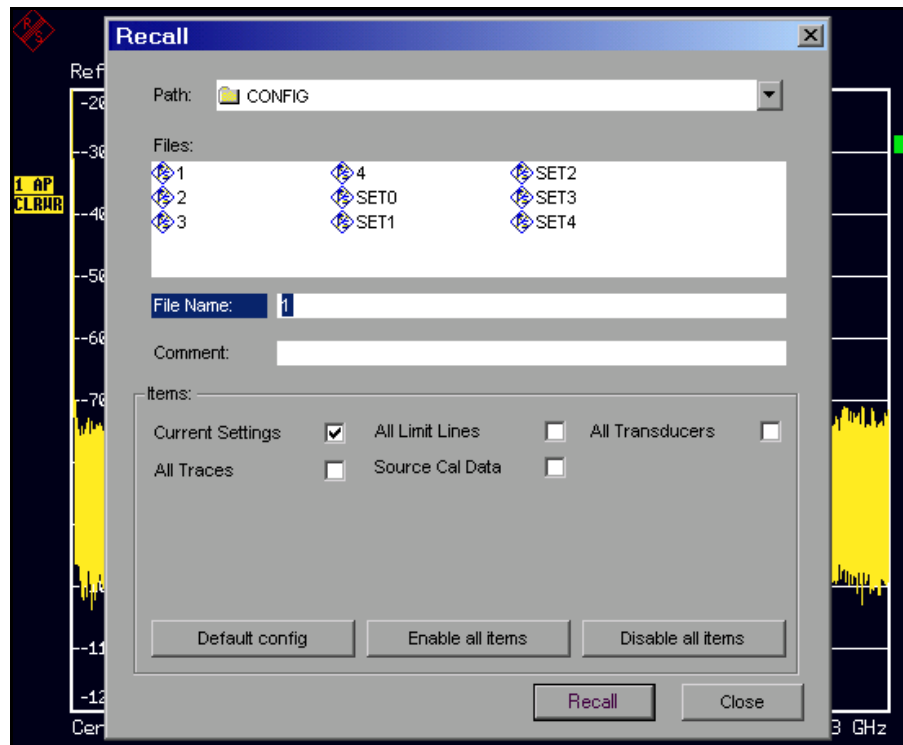 R/S
Recall
Ref
Path: CONFIG
-20
Files:
-30
1 4 SET2
1 AP
2 SET0 SET3
CLRWR
-40
3 SET1 SET4
-50
File Name: 1
-60
Comment:
-70
Items:
Current Settings All Limit Lines All Transducers
All Traces Source Cal Data
Default config Enable all items Disable all items
-11
-12
Recall Close
Cer
3 GHz